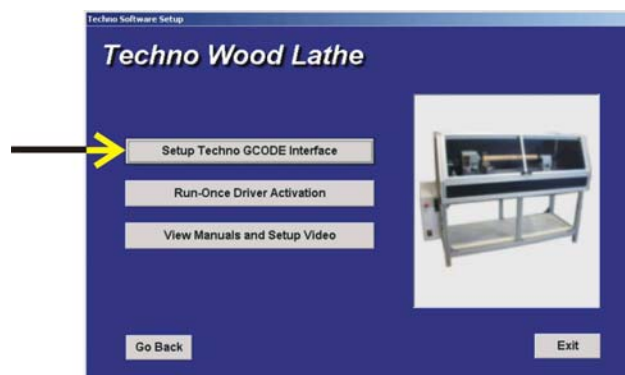 Techno Software Setup
Techno Wood Lathe
Setup Techno GCODE Interface
Run-Once Driver Activation
View Manuals and Setup Video
Go Back
Exit